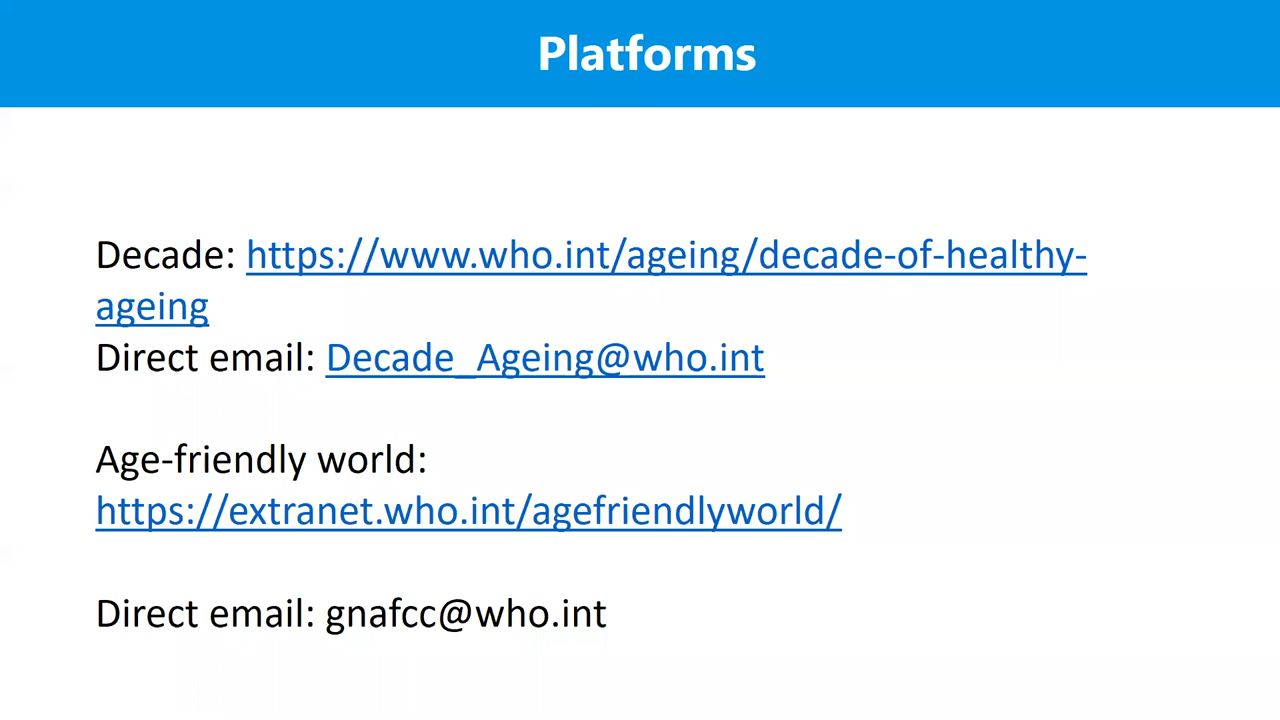 Platforms
Decade: https://www.who.int/ageing/decade-of-healthy-
ageing
Direct email: Decade_Ageing@who.int
Age-friendly world:
https://extranet.who.int/agefriendlyworld/
Direct email: gnafcc@who.int